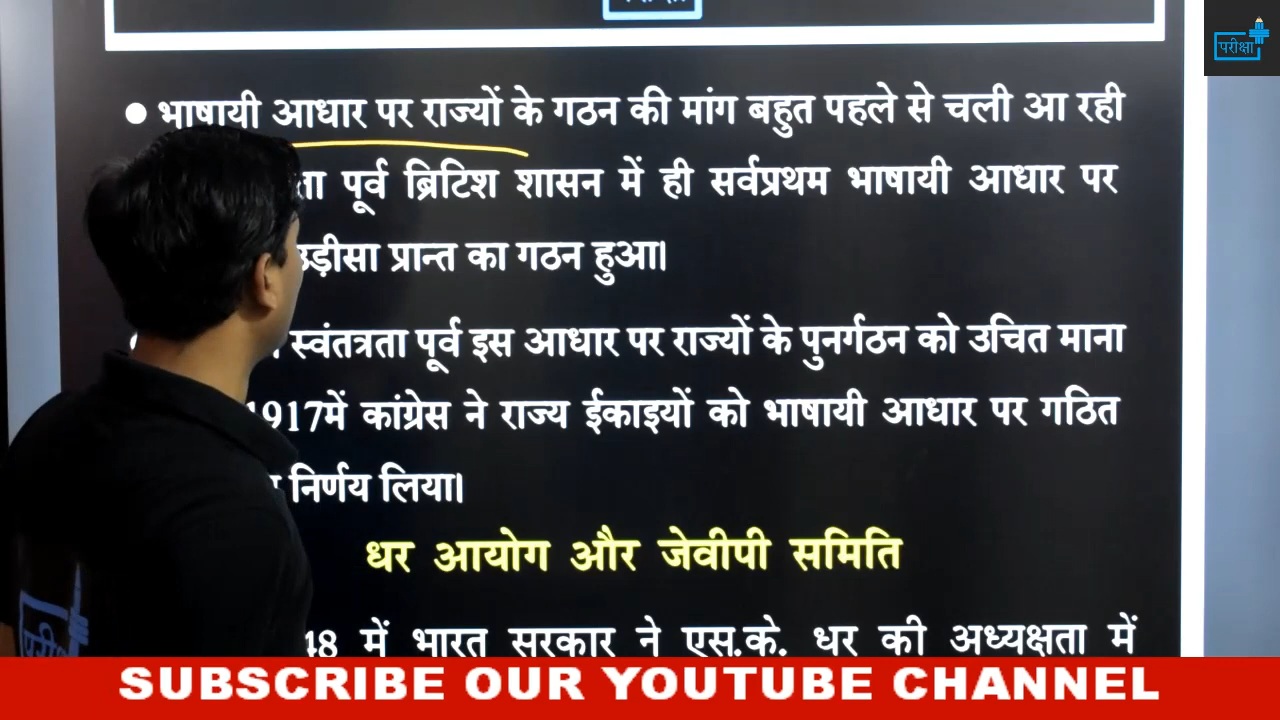 परीक्षा
भाषायी आधार पर राज्यों के गठन की मांग बहुत पहले से चली आ रही
पूर्व ब्रिटिश शासन में ही सर्वप्रथम भाषायी आधार पर
उड़ीसा प्रान्त का गठन हुआ।
स्वंतत्रता पूर्व इस आधार पर राज्यों के पुनर्गठन को उचित माना
1917में कांग्रेस ने राज्य ईकाइयों को भाषायी आधार पर गठित
निर्णय लिया।
धर आयोग और जेवीपी समिति
48 में भारत सरकार ने एस.के. धर की अध्यक्षता में
SUBSCRIBE OUR YOUTUBE CHANNEL